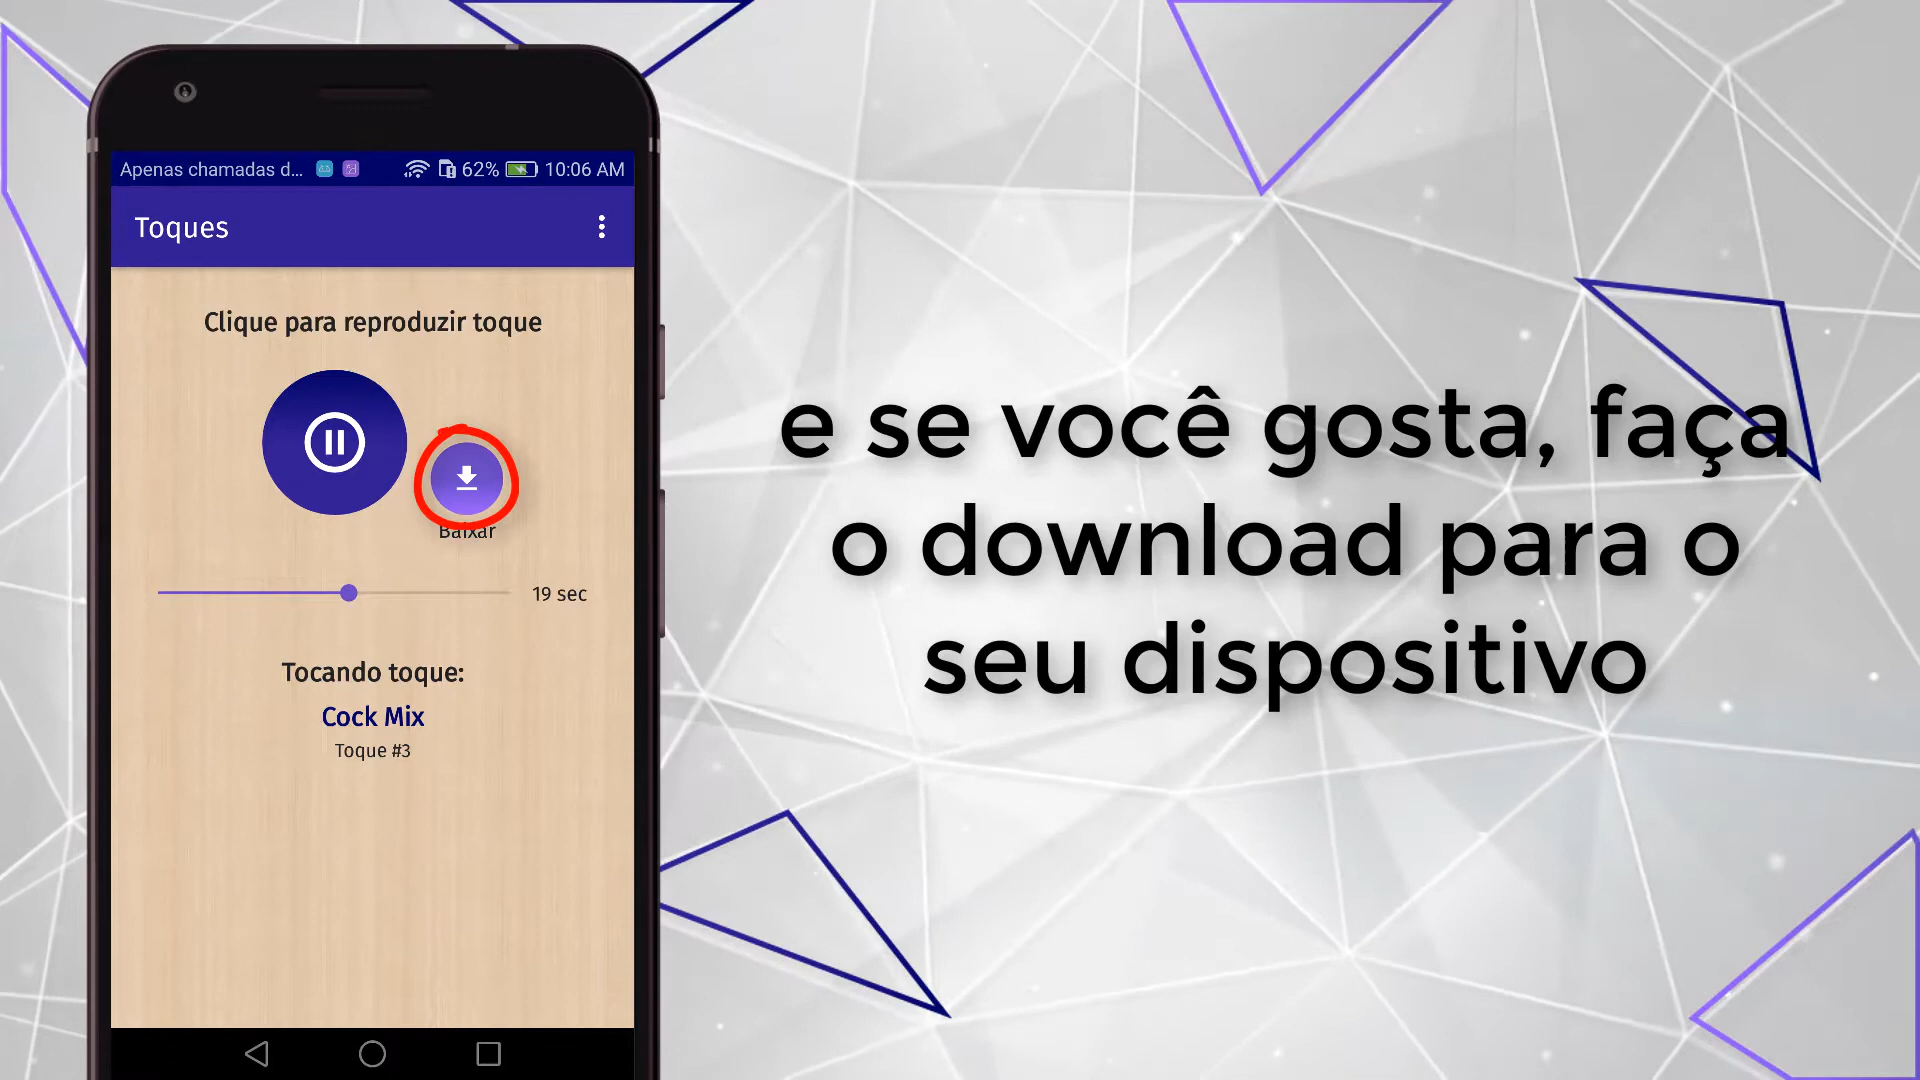 Apenas chamadas d... 62% 10:06 AM
Toques
Clique para reproduzir toque
Baixar
19 sec
Tocando toque:
Cock Mix
Toque #3
e se você gosta, faça
o download para o
seu dispositivo